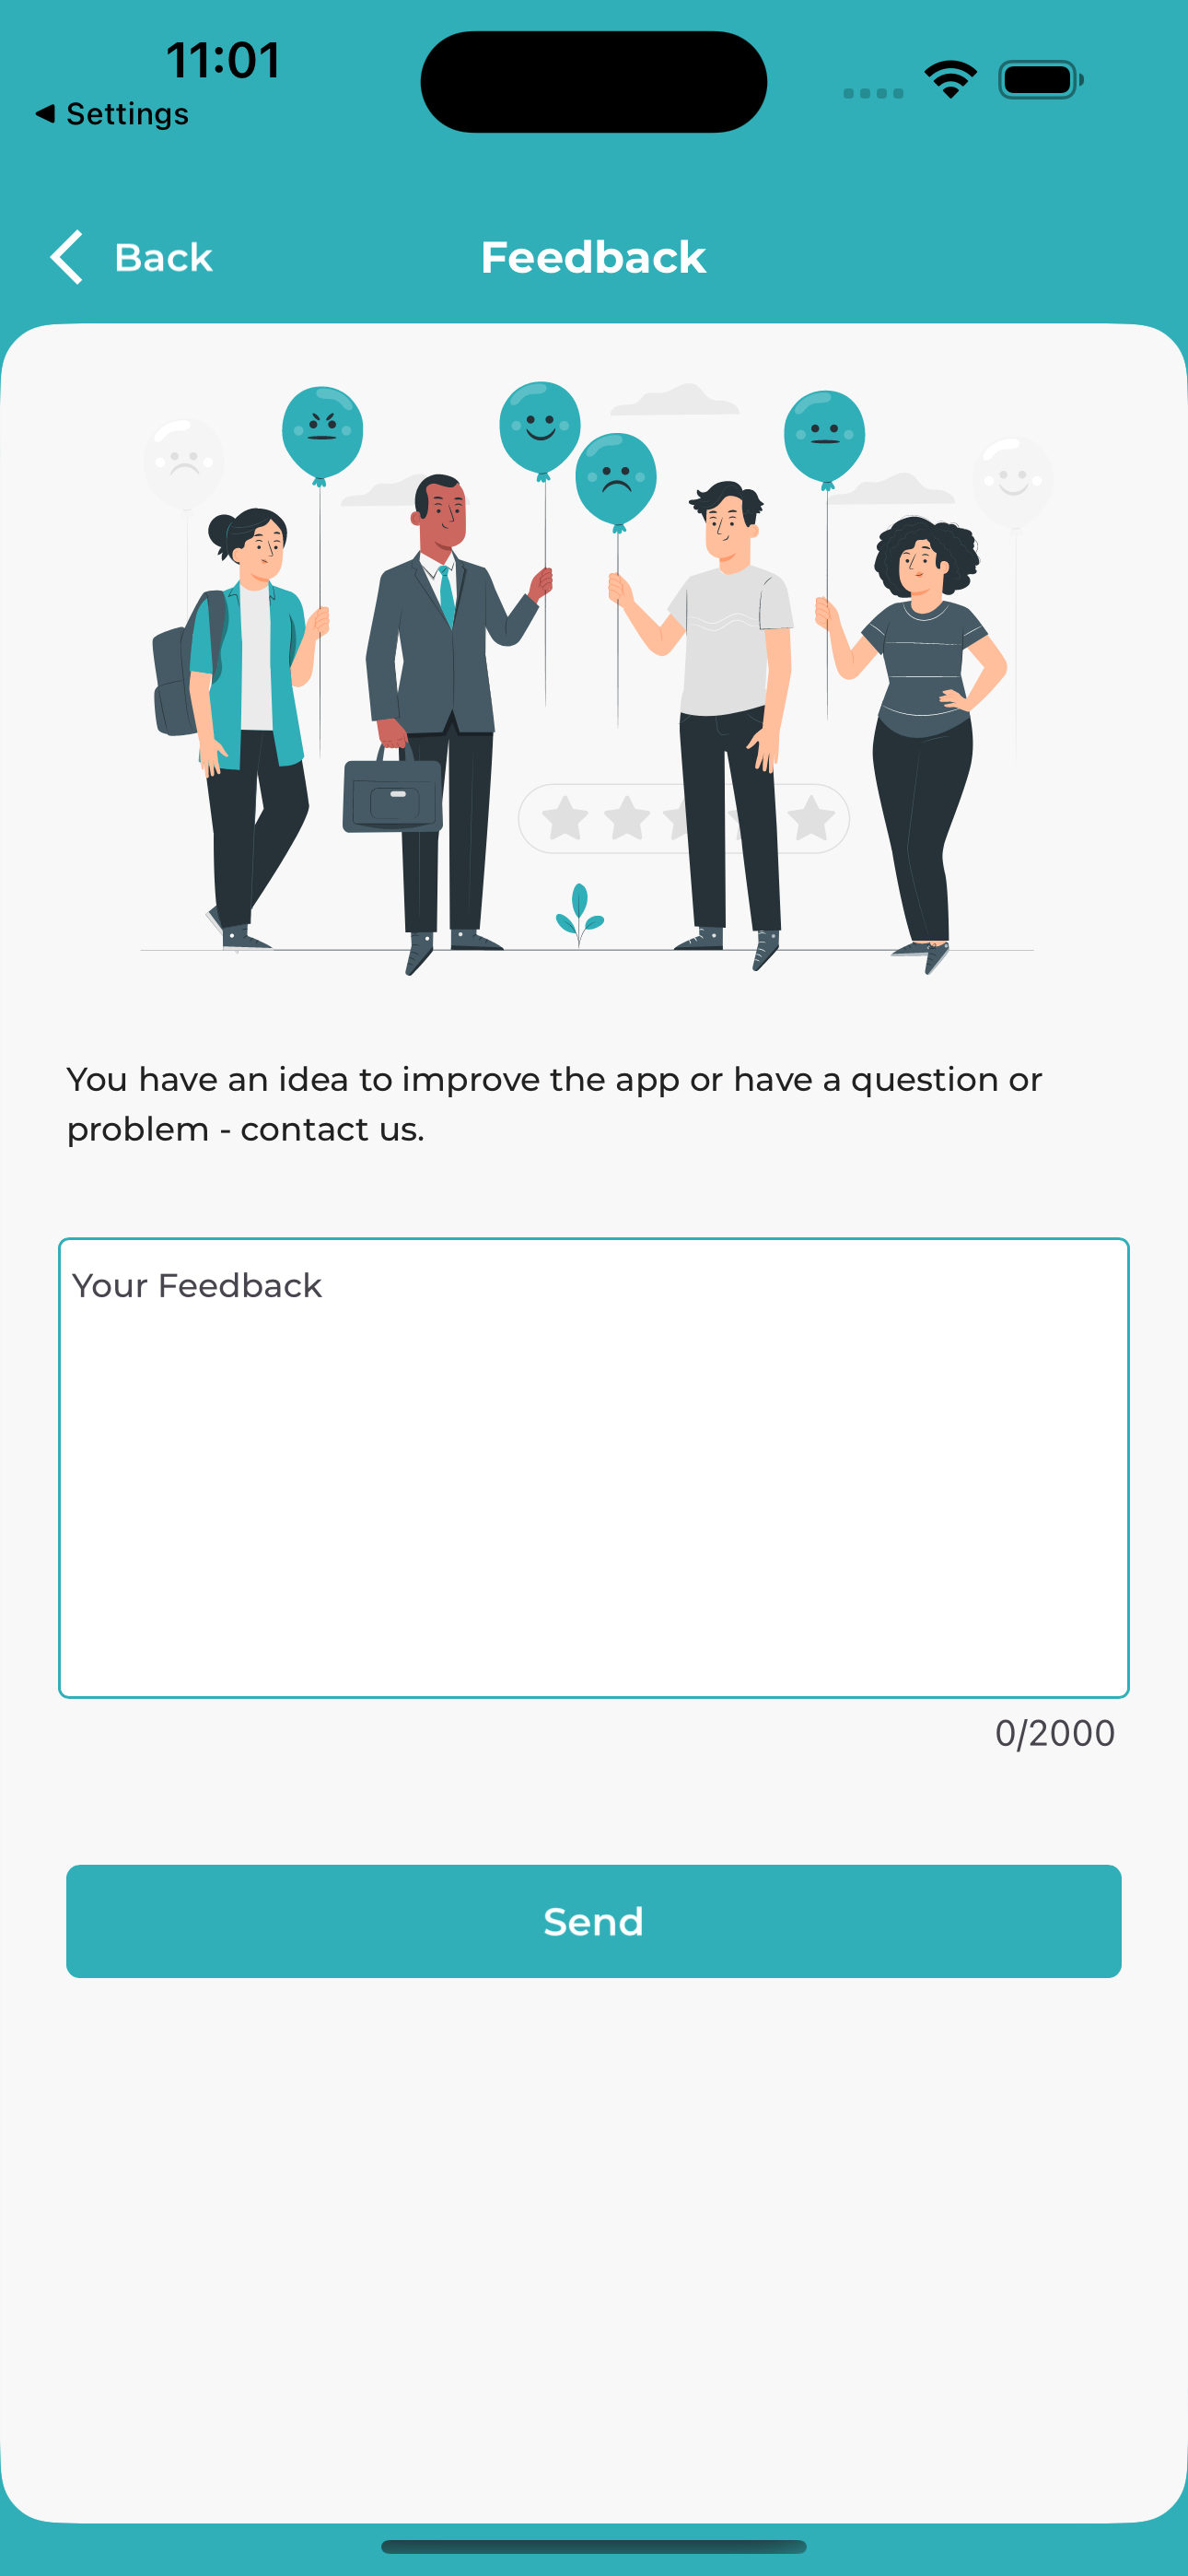 11:01
◀ Settings
Back
Feedback
You have an idea to improve the app or have a question or
problem - contact us.
Your Feedback
0/2000
Send